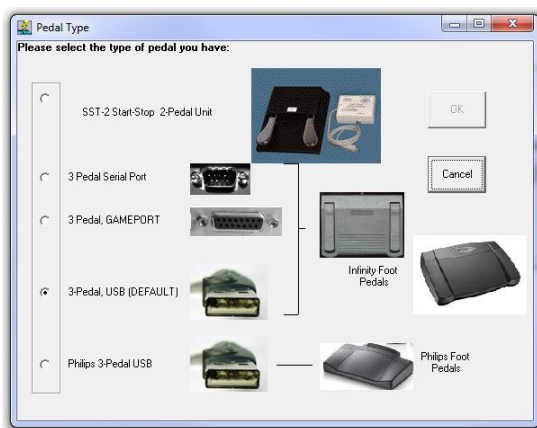 Pedal Type
Please select the type of pedal you have:
SST-2 Start-Stop 2-Pedal Unit
OK
3 Pedal Serial Port
Cancel
3 Pedal, GAMEPORT
Infinity Foot
Pedals
3-Pedal, USB (DEFAULT)
Philips 3-Pedal USB
Philips Foot
Pedals